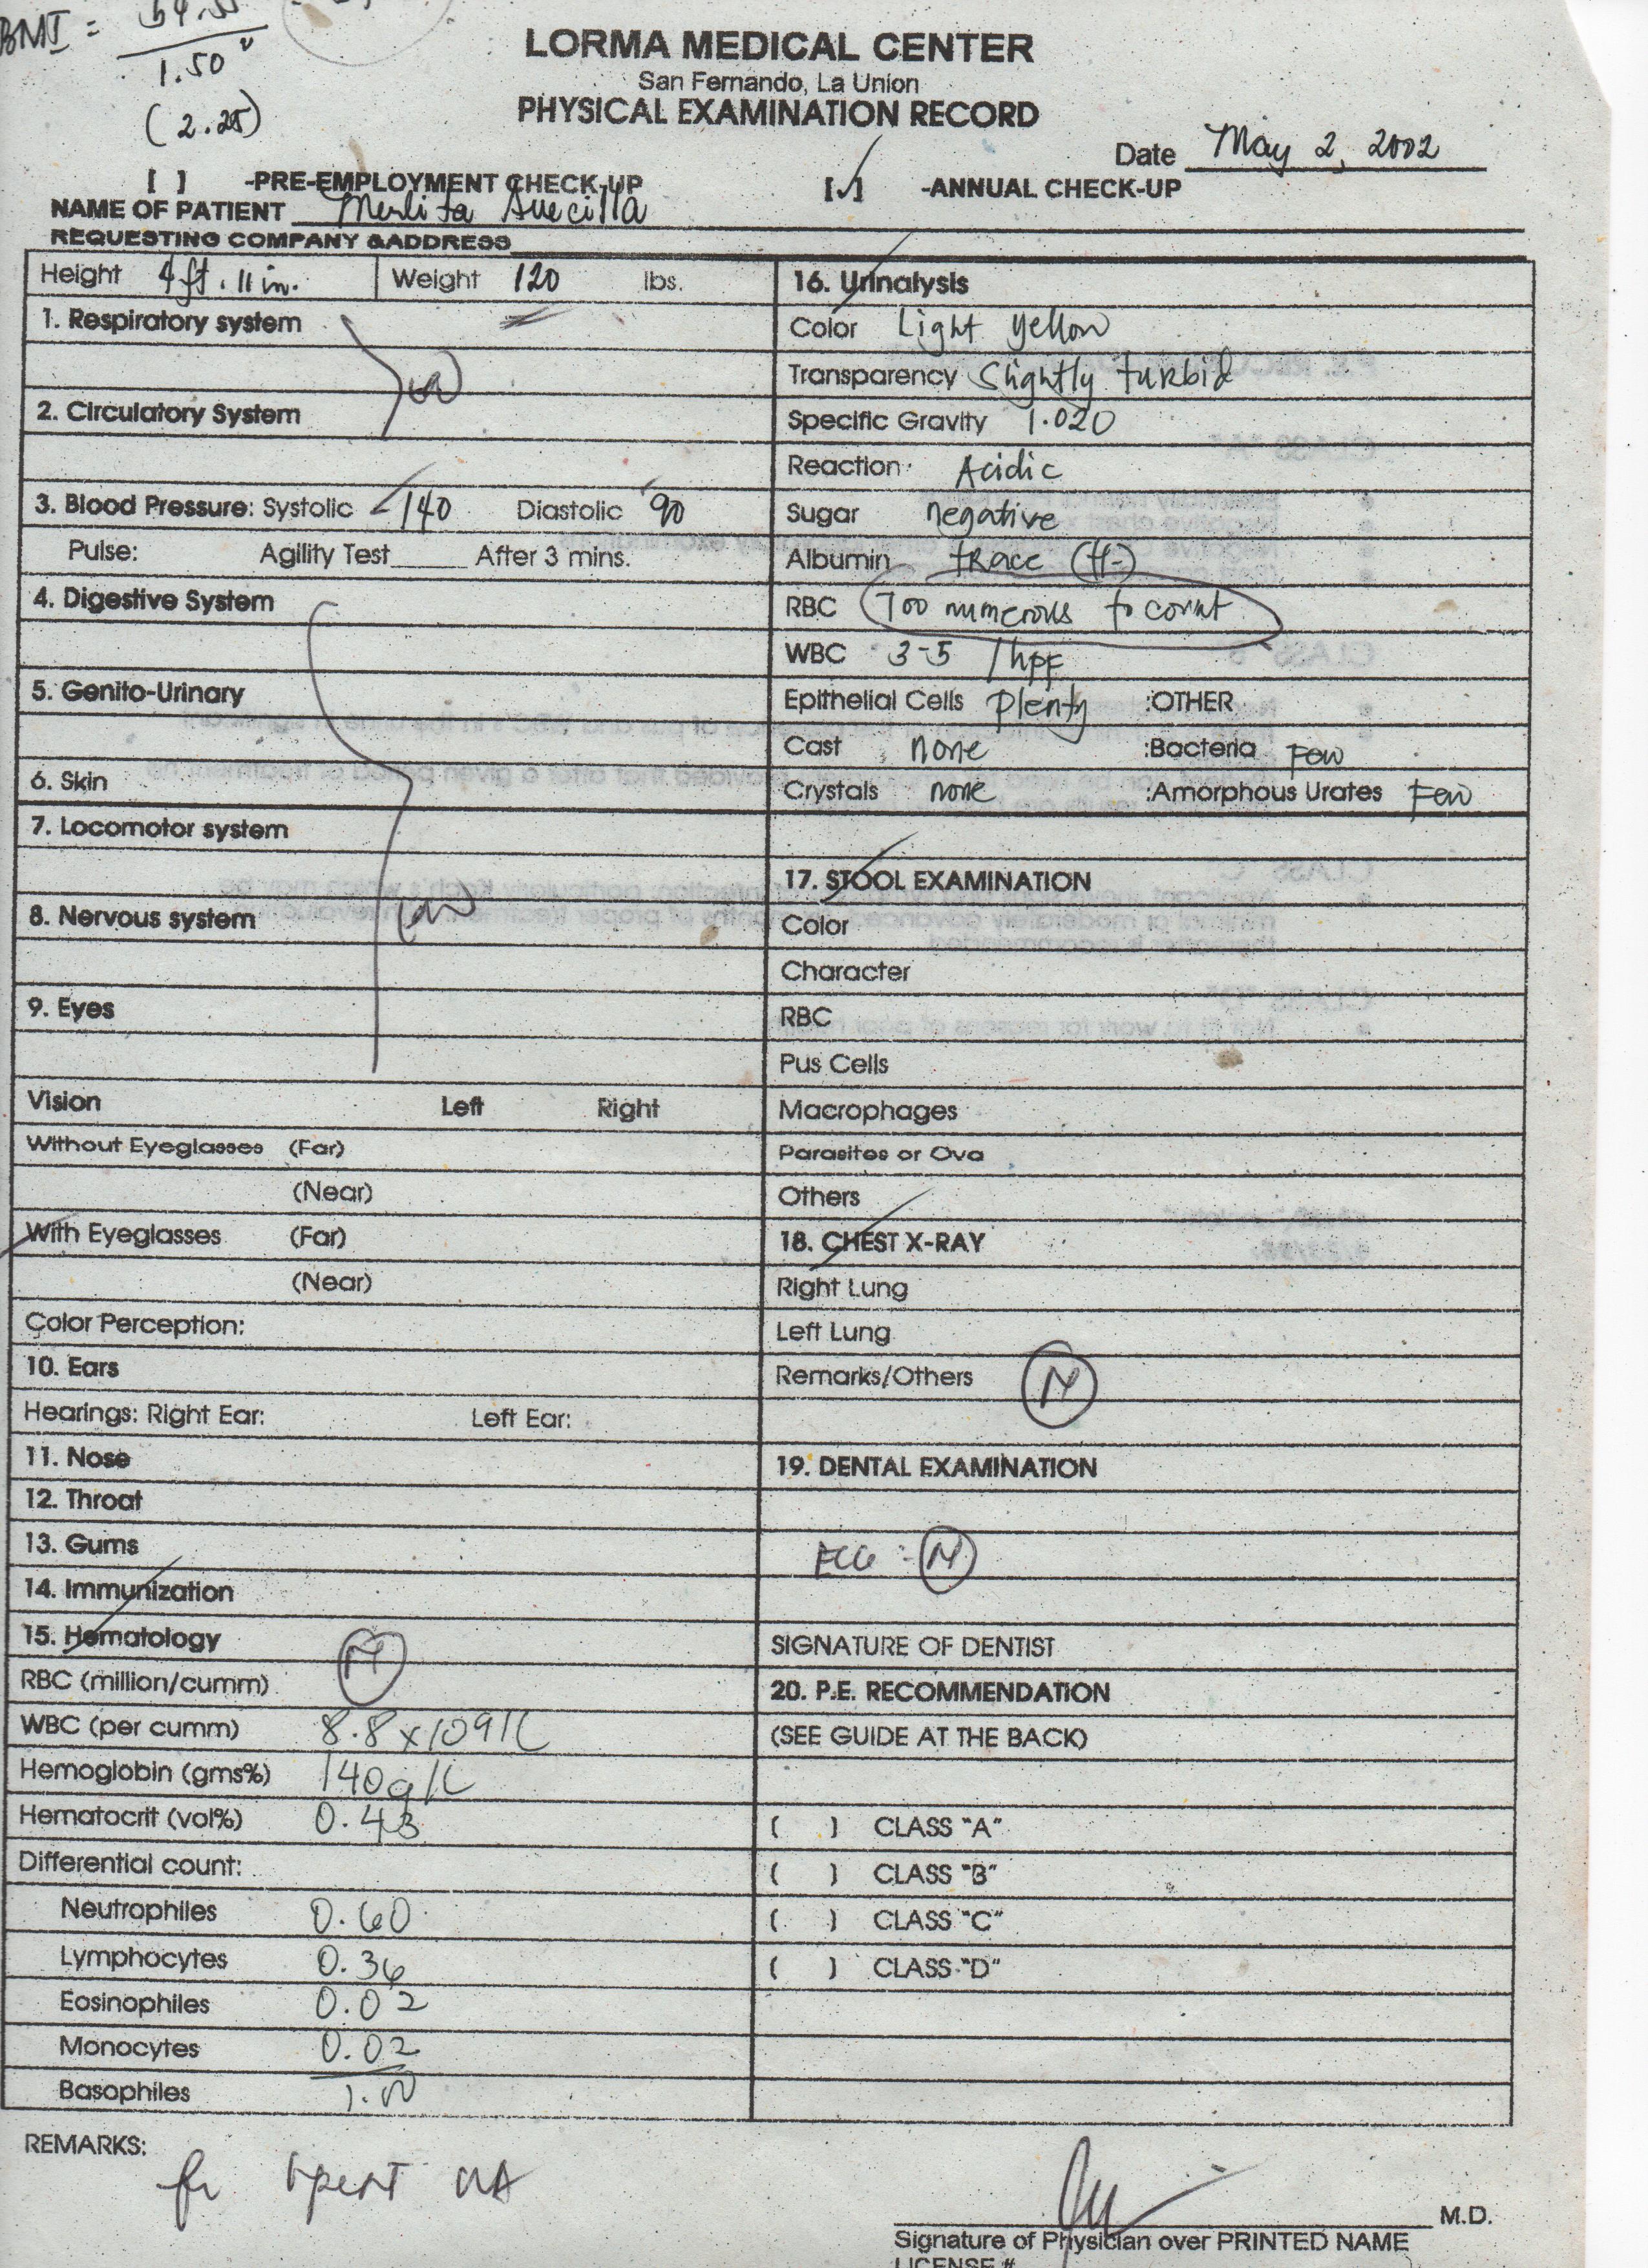 BMI =
1.50²
(2.25)
LORMA MEDICAL CENTER
San Fernando, La Union
PHYSICAL EXAMINATION RECORD
Date May 2, 2002
[ ] -PRE-EMPLOYMENT CHECK-UP [✓] -ANNUAL CHECK-UP
NAME OF PATIENT Merlita
REQUESTING COMPANY &ADDRESS
Height 4 ft. 11 in. Weight 120 lbs.
1. Respiratory system
2. Circulatory System
3. Blood Pressure: Systolic 140 Diastolic 90
Pulse: Agility Test_____ After 3 mins.
4. Digestive System
5. Genito-Urinary
6. Skin
7. Locomotor system
8. Nervous system
9. Eyes
Vision Left Right
Without Eyeglasses (Far)
(Near)
With Eyeglasses (Far)
(Near)
Color Perception:
10. Ears
Hearings: Right Ear: Left Ear:
11. Nose
12. Throat
13. Gums
14. Immunization
15. Hematology N
RBC (million/cumm)
WBC (per cumm) 8.8x109/L
Hemoglobin (gms%) 140g/L
Hematocrit (vol%) 0.43
Differential count:
Neutrophiles 0.60
Lymphocytes 0.36
Eosinophiles 0.02
Monocytes 0.02
Basophiles 1.00
16. Urinalysis
Color Light yellow
Transparency Slightly turbid
Specific Gravity 1.020
Reaction Acidic
Sugar negative
Albumin trace (+-)
RBC Too numerous to count
WBC 3-5 /hpf
Epithelial Cells Plenty :OTHER
Cast none :Bacteria Few
Crystals none :Amorphous Urates Few
17. STOOL EXAMINATION
Color
Character
RBC
Pus Cells
Macrophages
Parasites or Ova
Others
18. CHEST X-RAY
Right Lung
Left Lung
Remarks/Others N
19. DENTAL EXAMINATION
ECG - N
SIGNATURE OF DENTIST
20. P.E. RECOMMENDATION
(SEE GUIDE AT THE BACK)
( ) CLASS "A"
( ) CLASS "B"
( ) CLASS "C"
( ) CLASS "D"
REMARKS:
for repeat UA
M.D.
Signature of Physician over PRINTED NAME
LICENSE #